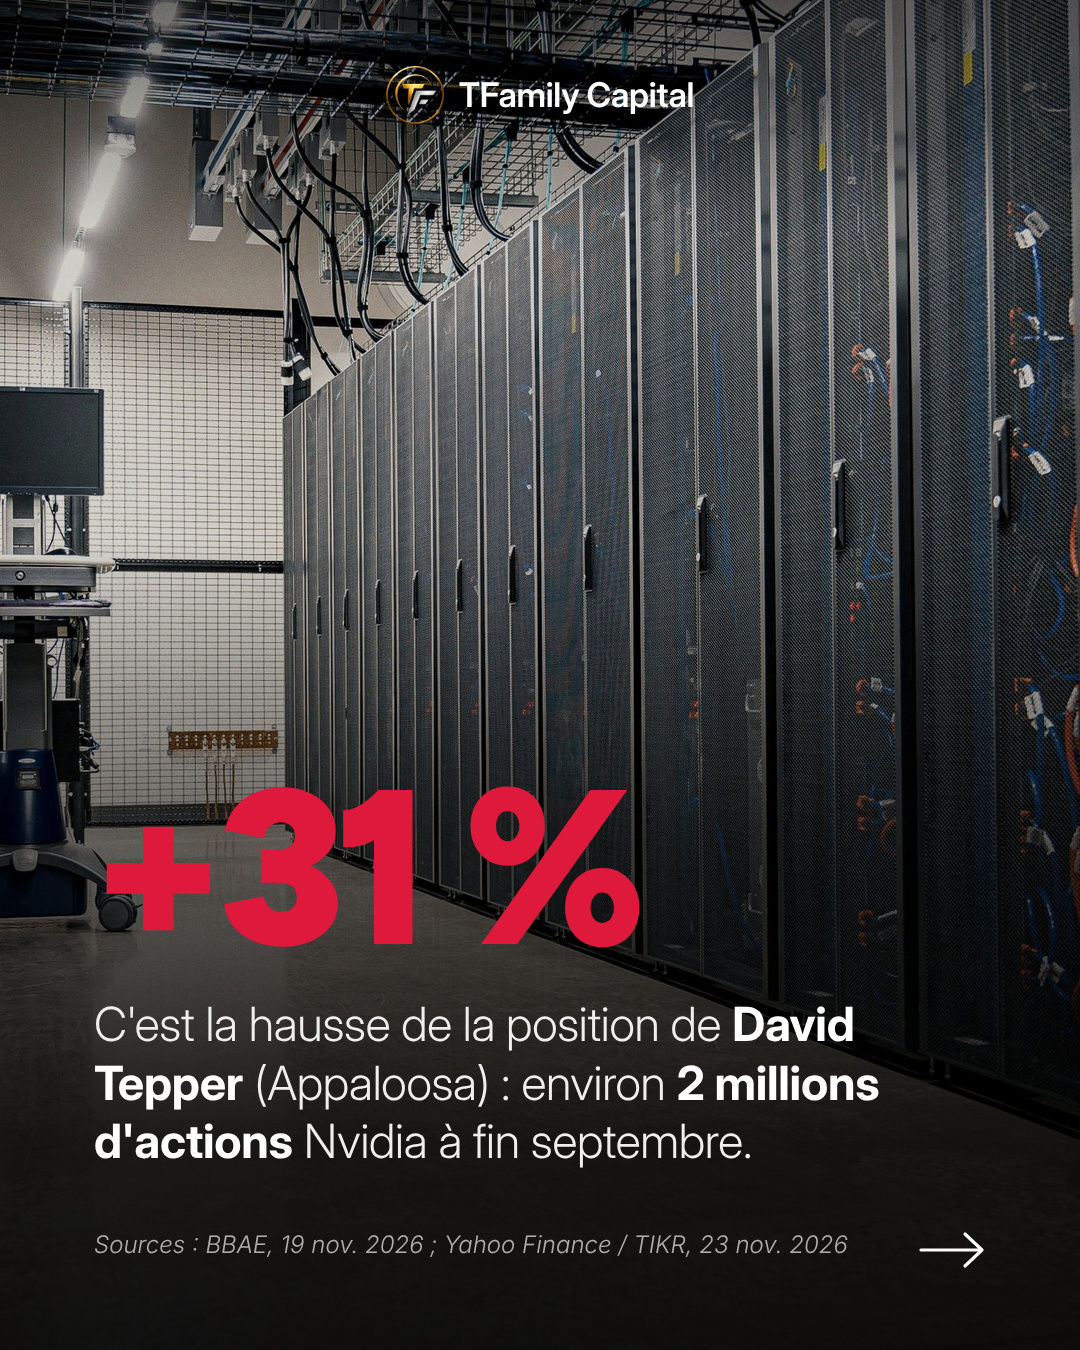 TFamily Capital
+31 %
C'est la hausse de la position de David
Tepper (Appaloosa) : environ 2 millions
d'actions Nvidia à fin septembre.
Sources : BBAE, 19 nov. 2026 ; Yahoo Finance / TIKR, 23 nov. 2026